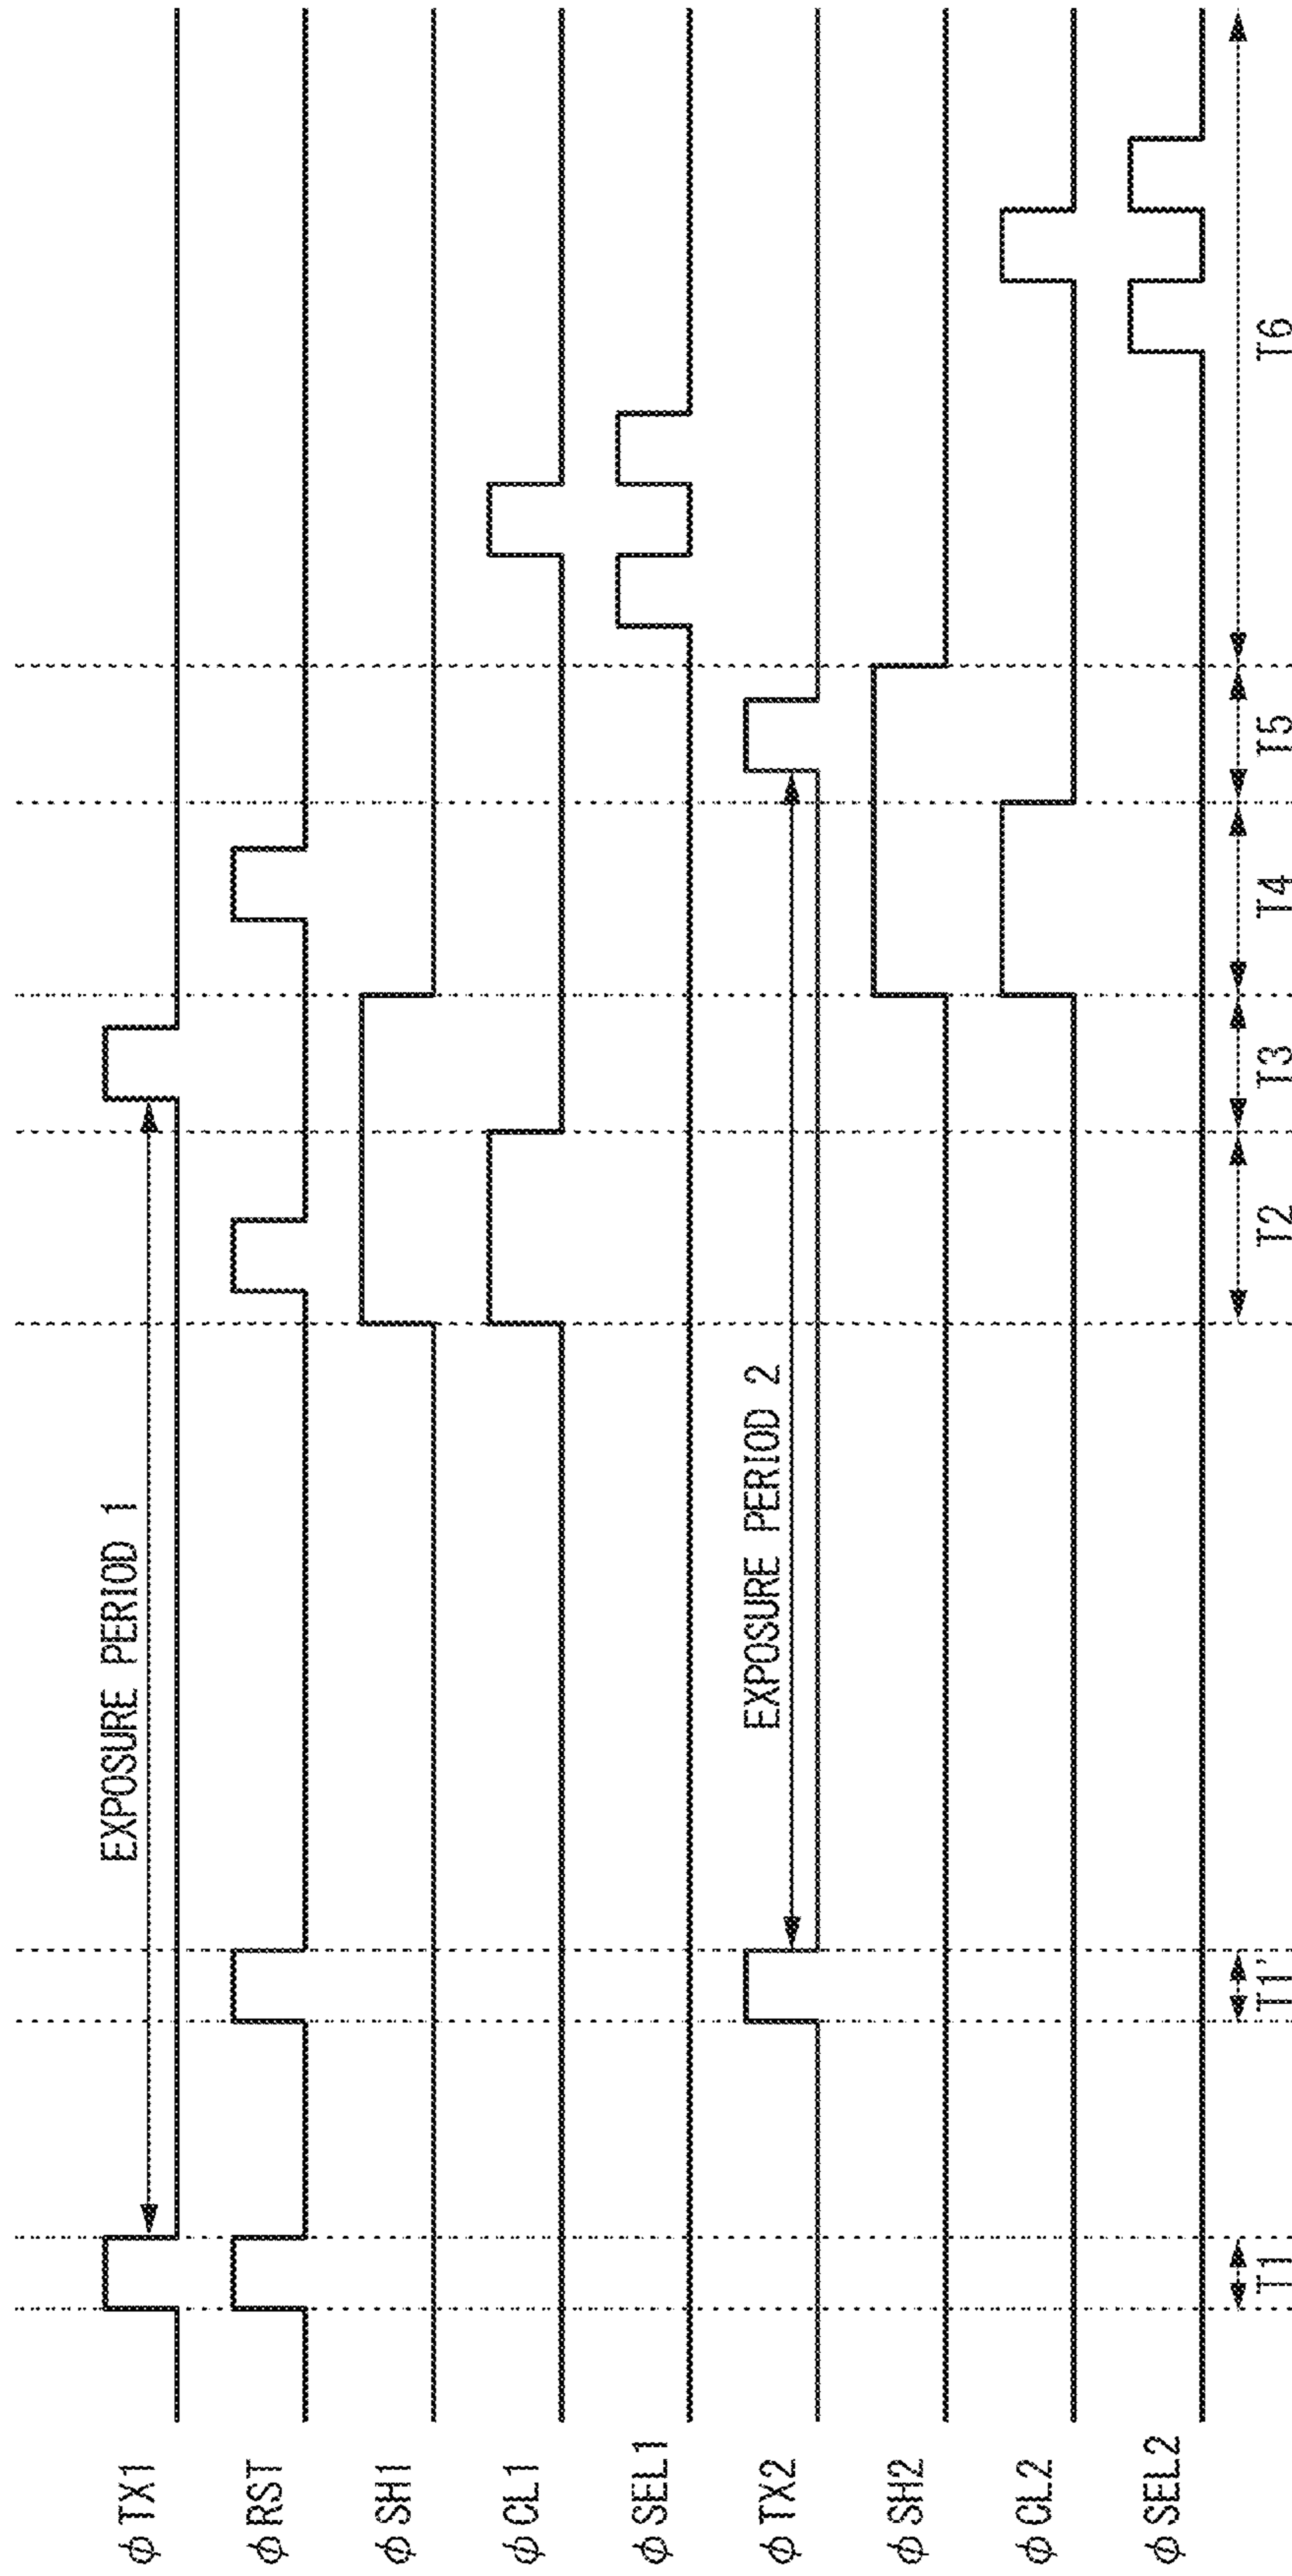 φTX1
EXPOSURE PERIOD 1
φRST
φSH1
φCL1
φSEL1
φTX2
EXPOSURE PERIOD 2
φSH2
φCL2
φSEL2
T1
T1'
T2
T3
T4
T5
T6